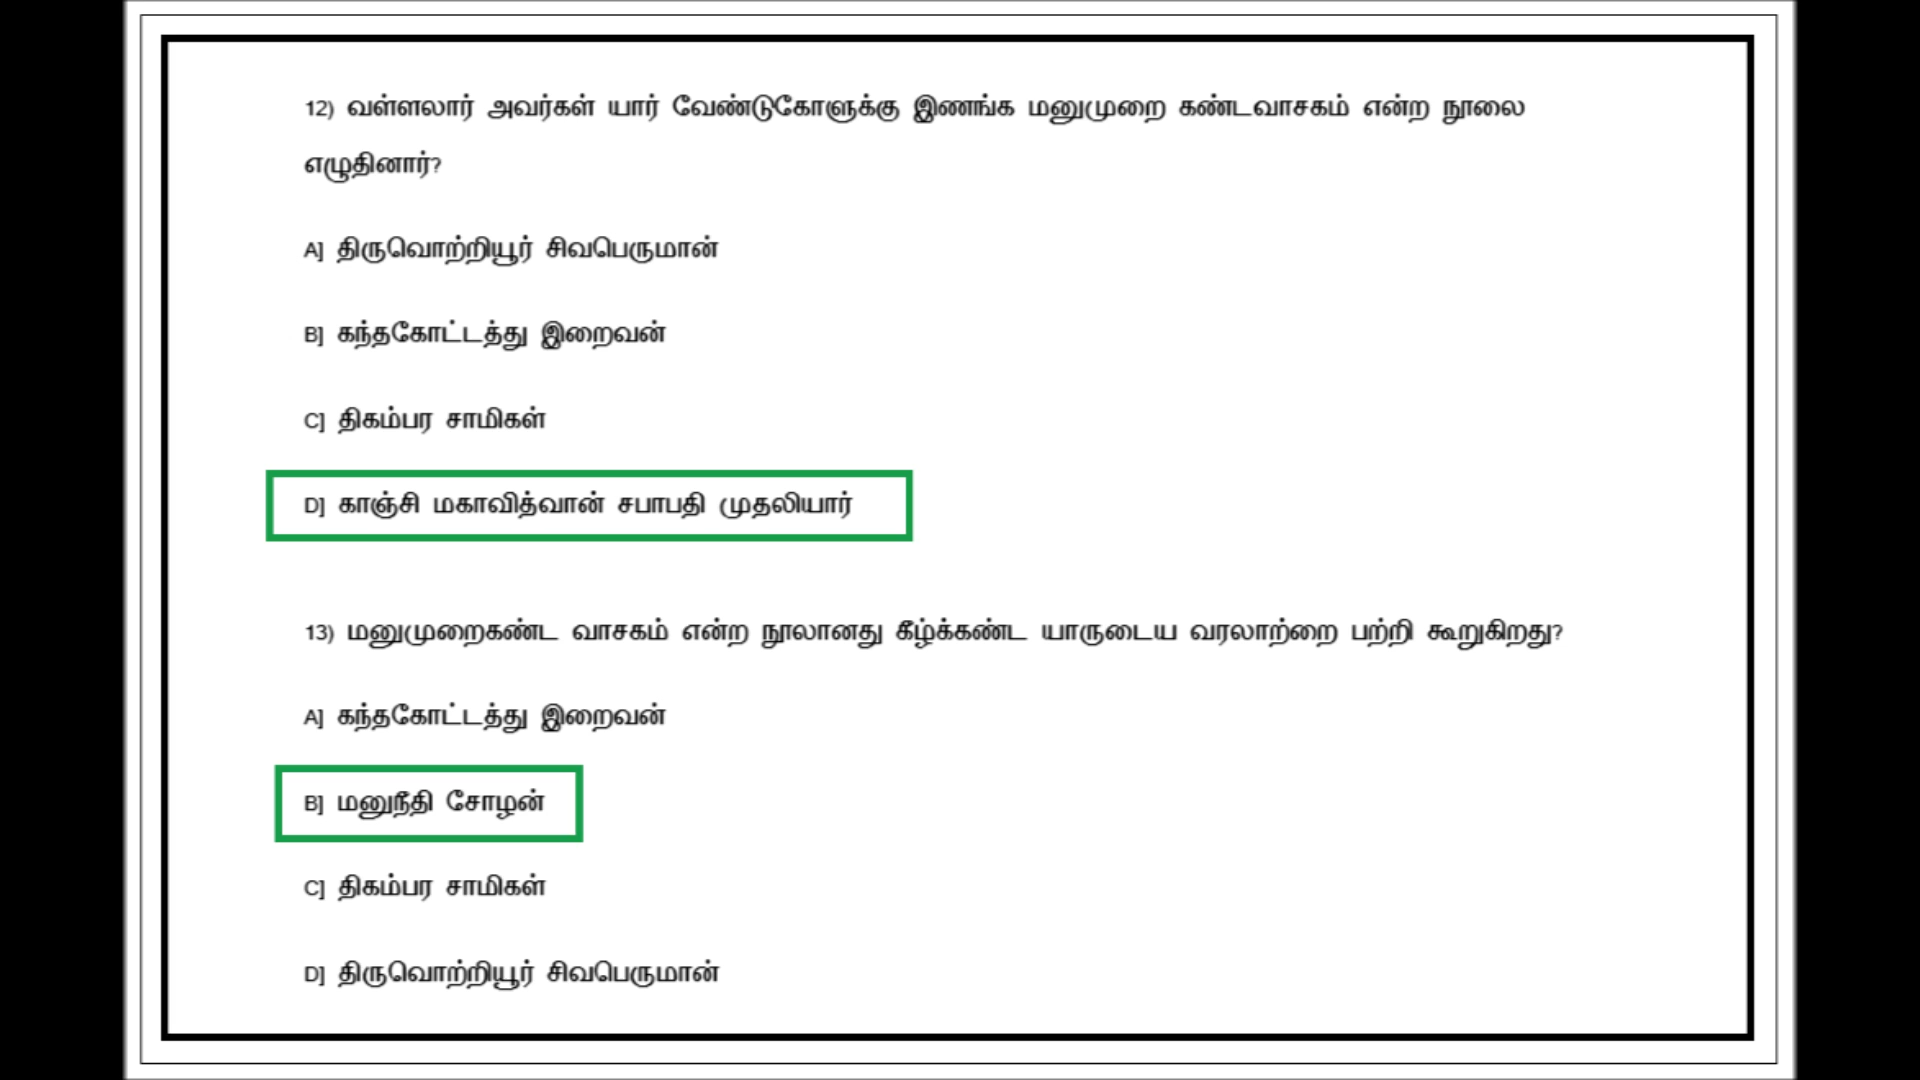 12) வள்ளலார் அவர்கள் யார் வேண்டுகோளுக்கு இணங்க மனுமுறை கண்டவாசகம் என்ற நூலை
எழுதினார்?
A] திருவொற்றியூர் சிவபெருமான்
B] கந்தகோட்டத்து இறைவன்
C] திகம்பர சாமிகள்
D] காஞ்சி மகாவித்வான் சபாபதி முதலியார்
13) மனுமுறைகண்ட வாசகம் என்ற நூலானது கீழ்க்கண்ட யாருடைய வரலாற்றை பற்றி கூறுகிறது?
A] கந்தகோட்டத்து இறைவன்
B] மனுநீதி சோழன்
C] திகம்பர சாமிகள்
D] திருவொற்றியூர் சிவபெருமான்